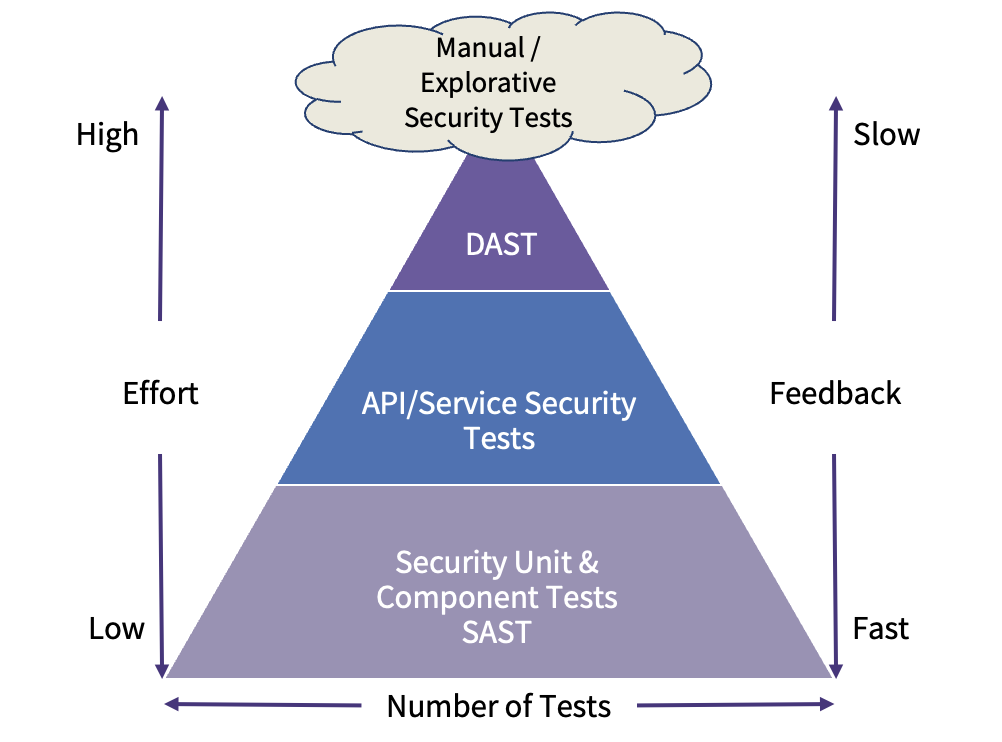 Manual /
Explorative
Security Tests
High
Slow
DAST
Effort
Feedback
API/Service Security
Tests
Security Unit &
Component Tests
SAST
Low
Fast
Number of Tests